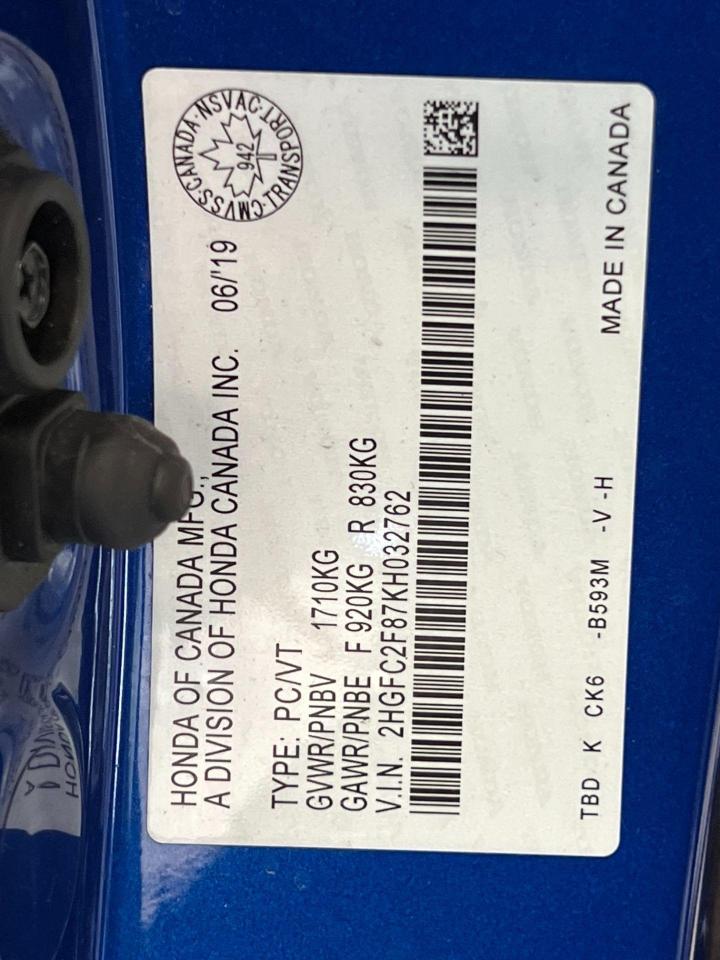 HONDA OF CANADA MFG.,
A DIVISION OF HONDA CANADA INC. 06/'19
CMVSS·CANADA·NSVAC·TRANSPORT
942
TYPE: PC/VT
GVWR/PNBV 1710KG
GAWR/PNBE F 920KG R 830KG
V.I.N. 2HGFC2F87KH032762
TBD K CK6 -B593M -V -H MADE IN CANADA